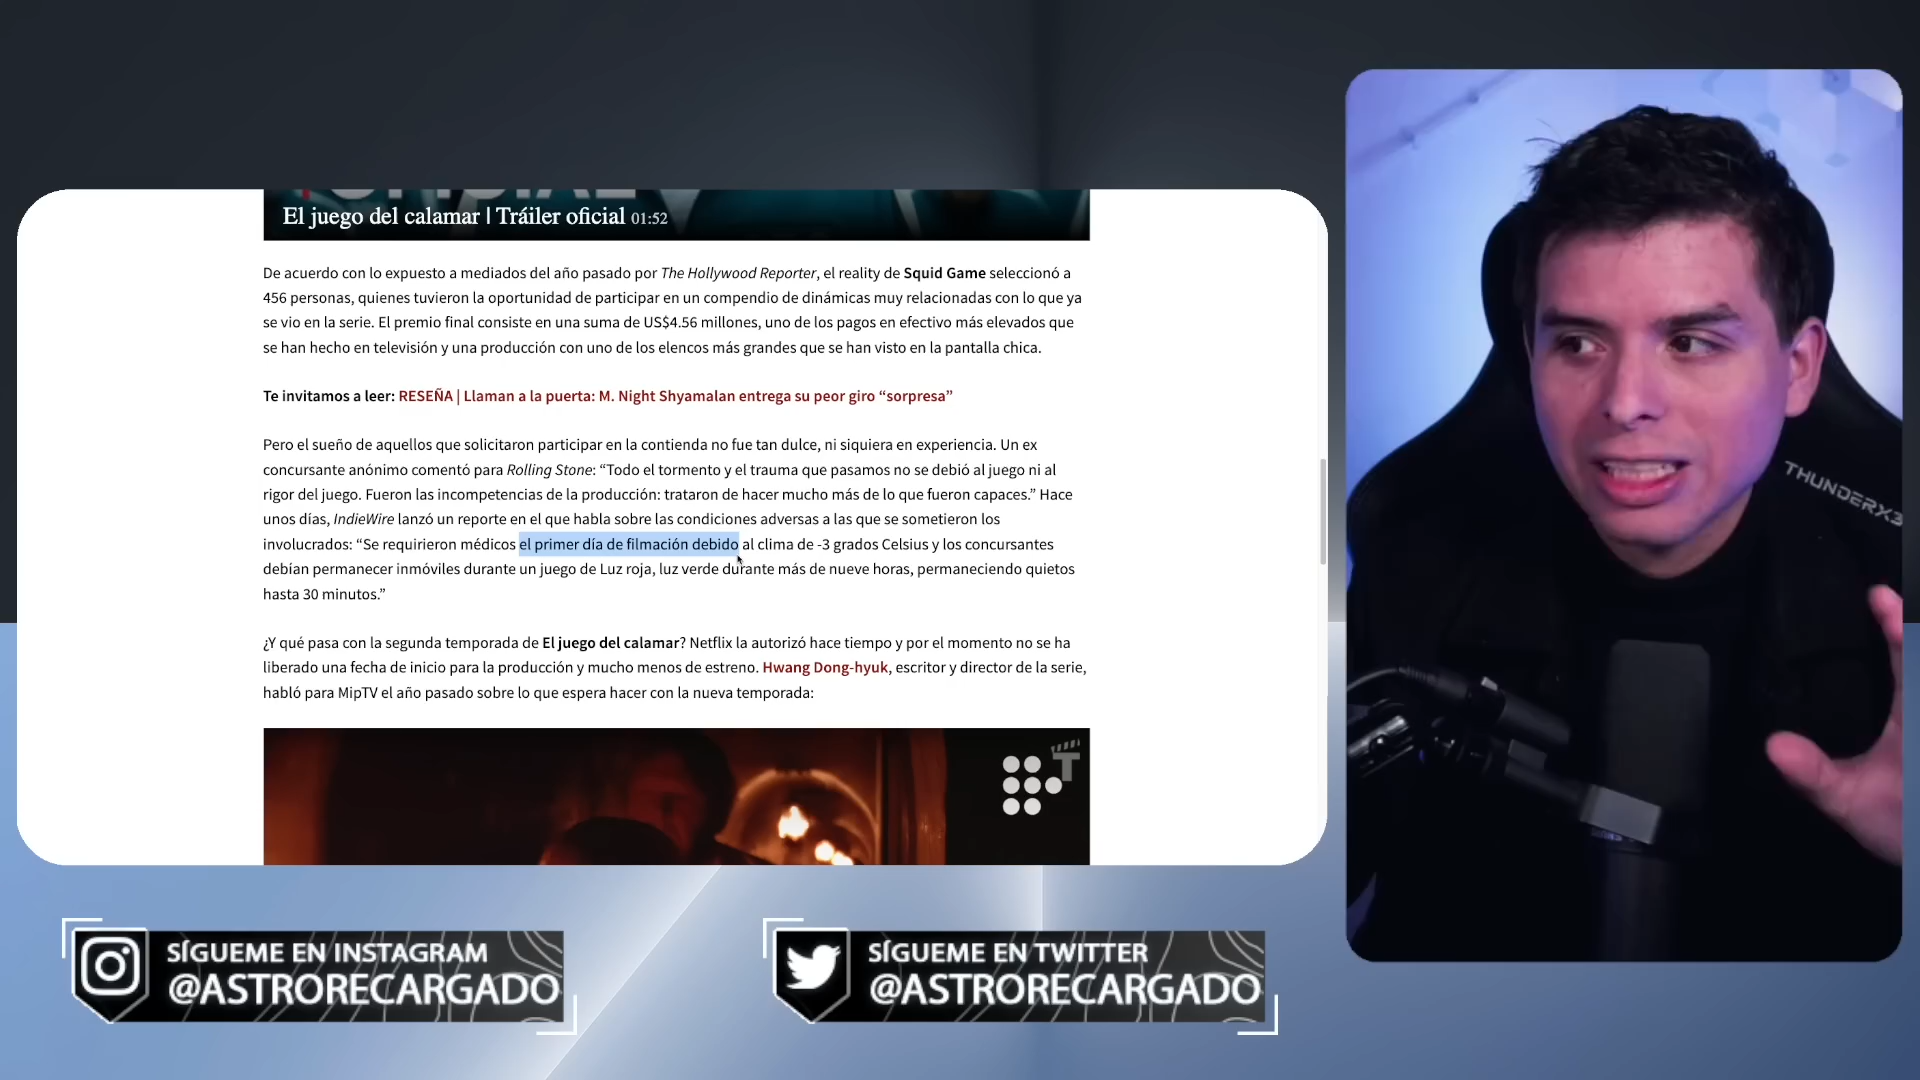 El juego del calamar | Tráiler oficial 01:52
De acuerdo con lo expuesto a mediados del año pasado por The Hollywood Reporter, el reality de Squid Game seleccionó a
456 personas, quienes tuvieron la oportunidad de participar en un compendio de dinámicas muy relacionadas con lo que ya
se vio en la serie. El premio final consiste en una suma de US$4.56 millones, uno de los pagos en efectivo más elevados que
se han hecho en televisión y una producción con uno de los elencos más grandes que se han visto en la pantalla chica.
Te invitamos a leer: RESEÑA | Llaman a la puerta: M. Night Shyamalan entrega su peor giro “sorpresa”
Pero el sueño de aquellos que solicitaron participar en la contienda no fue tan dulce, ni siquiera en experiencia. Un ex
concursante anónimo comentó para Rolling Stone: “Todo el tormento y el trauma que pasamos no se debió al juego ni al
rigor del juego. Fueron las incompetencias de la producción: trataron de hacer mucho más de lo que fueron capaces.” Hace
unos días, IndieWire lanzó un reporte en el que habla sobre las condiciones adversas a las que se sometieron los
involucrados: “Se requirieron médicos el primer día de filmación debido al clima de -3 grados Celsius y los concursantes
debían permanecer inmóviles durante un juego de Luz roja, luz verde durante más de nueve horas, permaneciendo quietos
hasta 30 minutos.”
¿Y qué pasa con la segunda temporada de El juego del calamar? Netflix la autorizó hace tiempo y por el momento no se ha
liberado una fecha de inicio para la producción y mucho menos de estreno. Hwang Dong-hyuk, escritor y director de la serie,
habló para MipTV el año pasado sobre lo que espera hacer con la nueva temporada:
T
THUNDERX3
SÍGUEME EN INSTAGRAM
@ASTRORECARGADO
SÍGUEME EN TWITTER
@ASTRORECARGADO